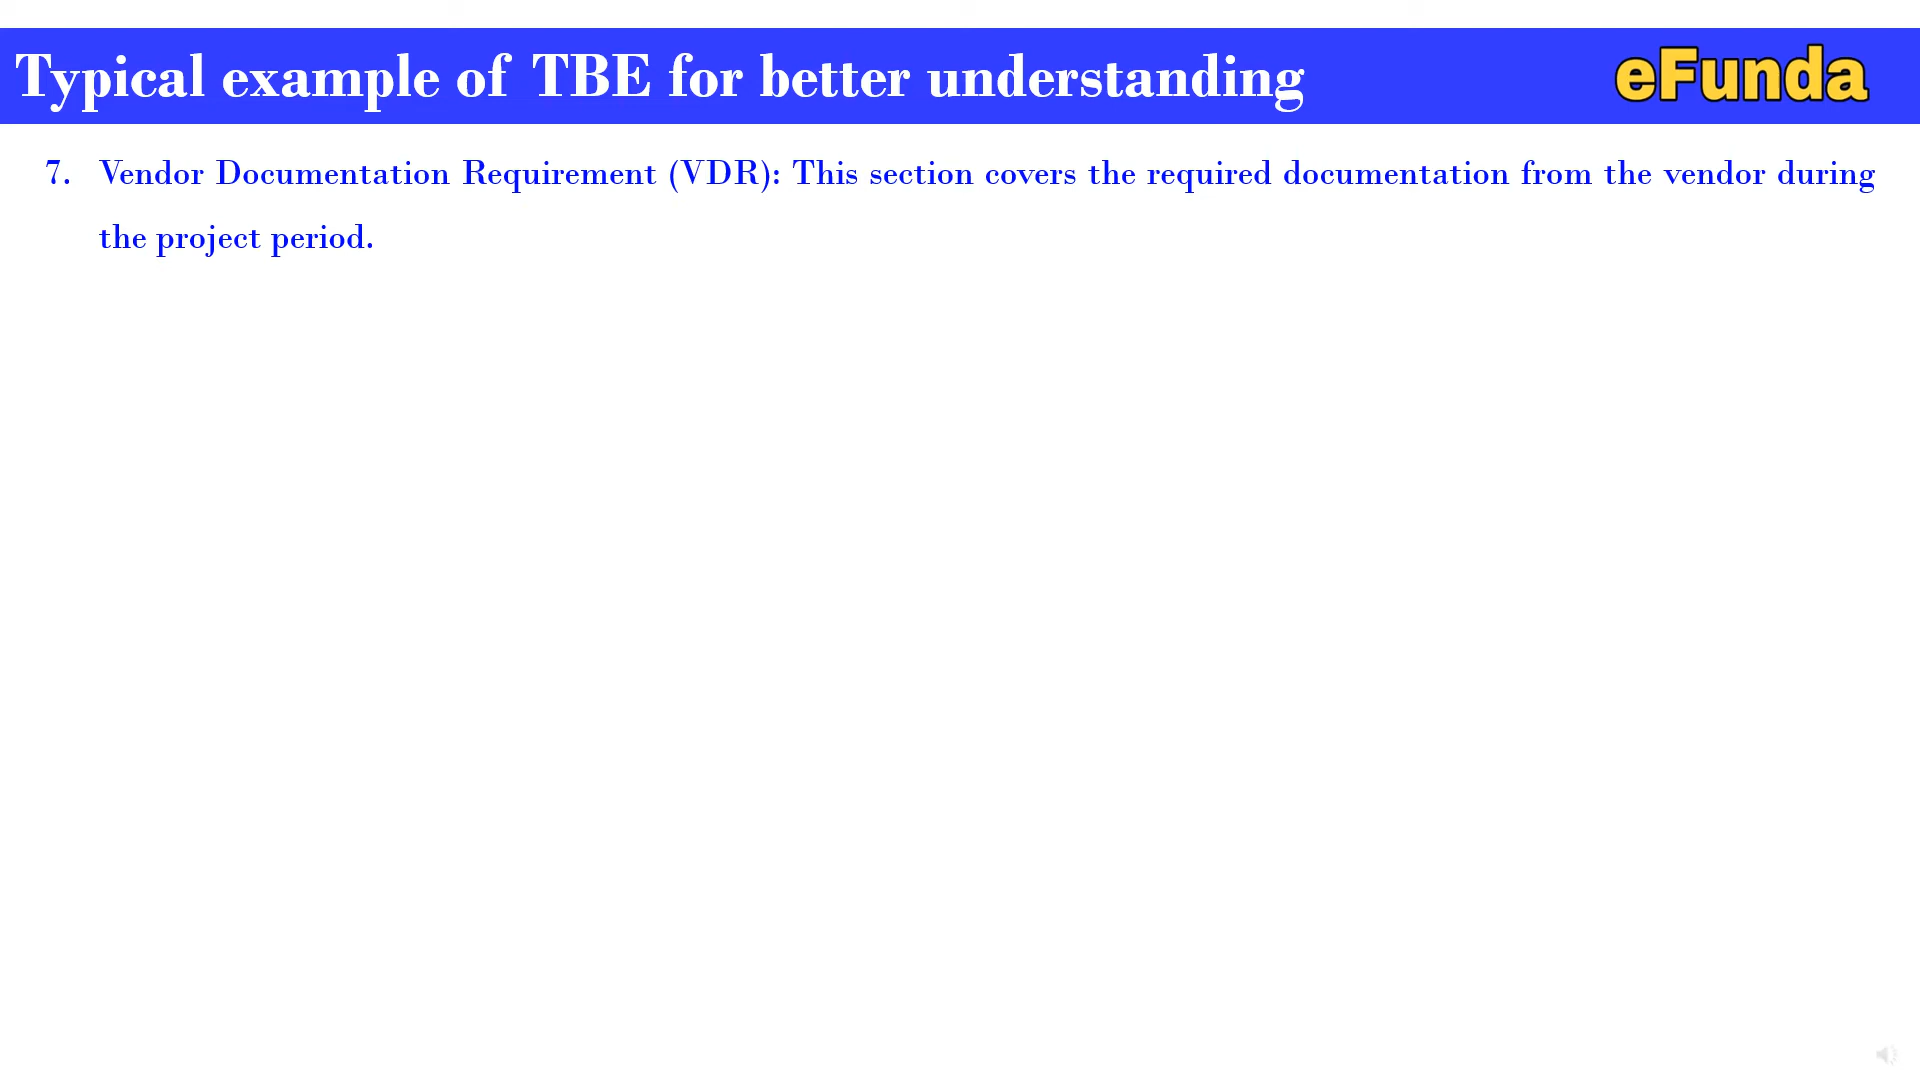 Typical example of TBE for better understanding
eFunda
7. Vendor Documentation Requirement (VDR): This section covers the required documentation from the vendor during
the project period.